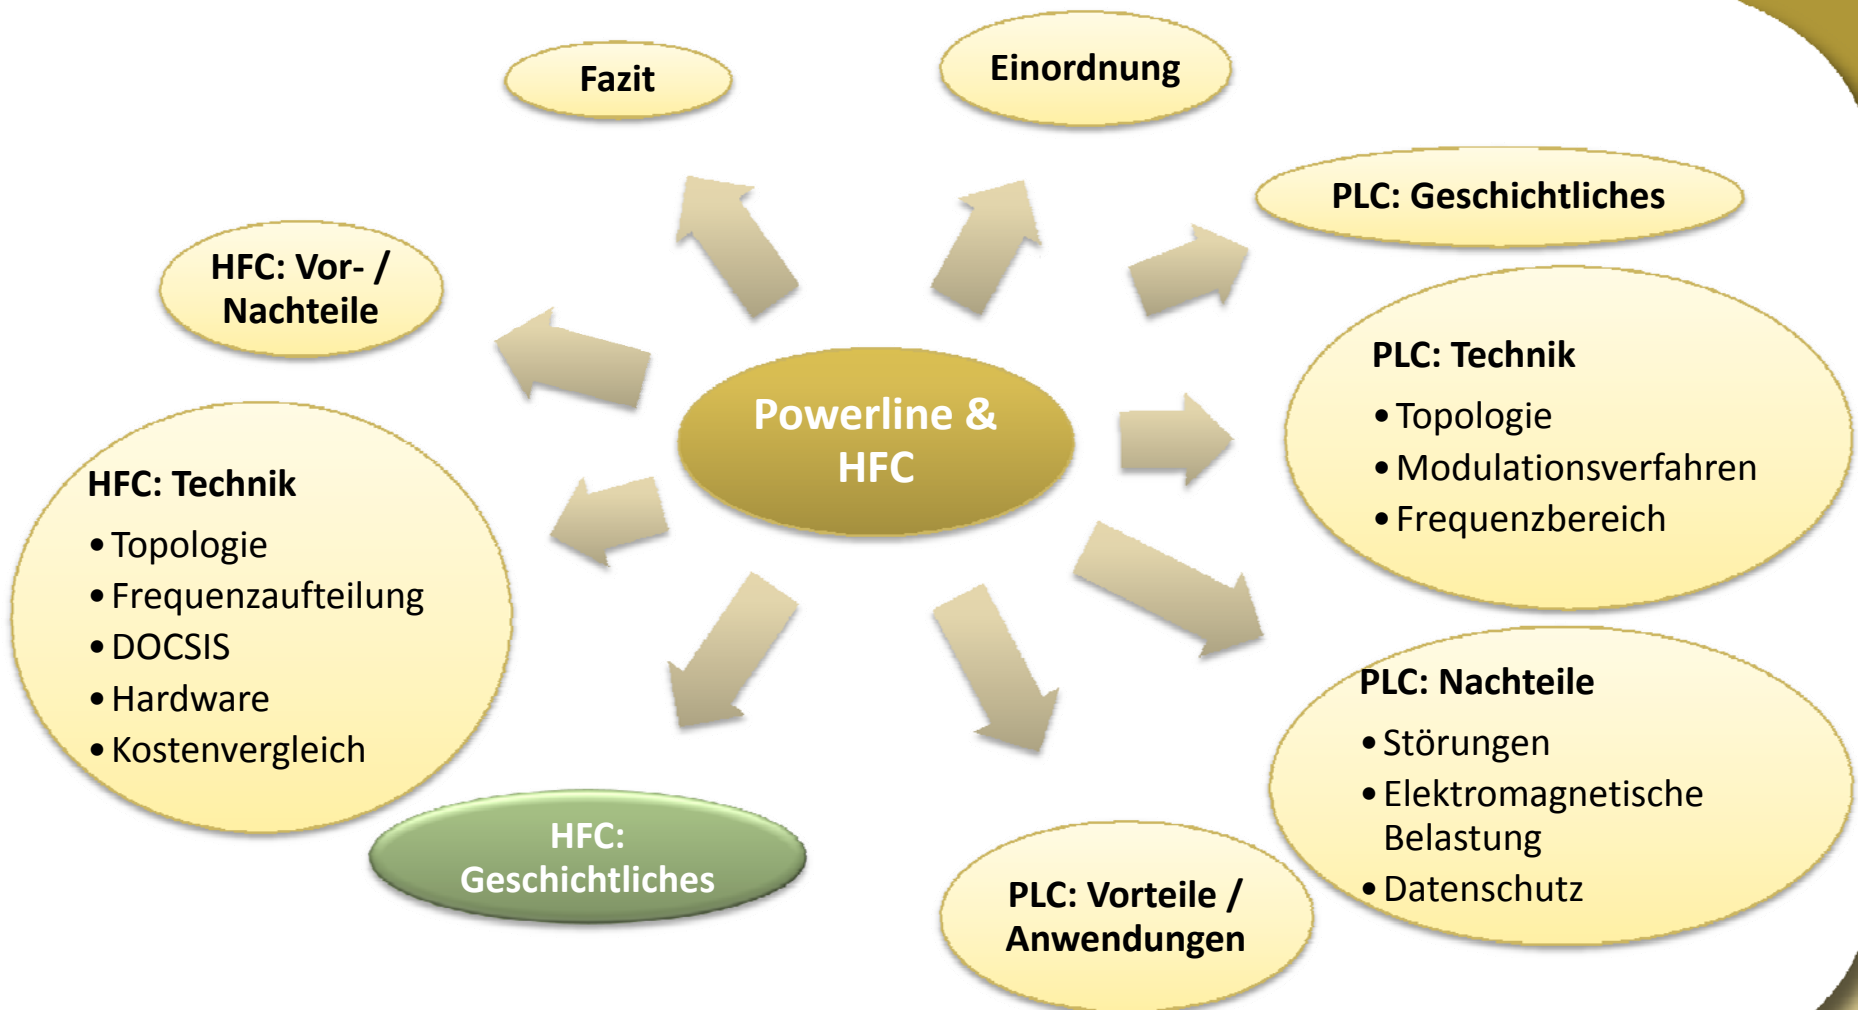 Fazit
Einordnung
PLC: Geschichtliches
HFC: Vor- /
Nachteile
Powerline &
HFC
PLC: Technik
• Topologie
• Modulationsverfahren
• Frequenzbereich
HFC: Technik
• Topologie
• Frequenzaufteilung
• DOCSIS
• Hardware
• Kostenvergleich
PLC: Nachteile
• Störungen
• Elektromagnetische
Belastung
• Datenschutz
HFC:
Geschichtliches
PLC: Vorteile /
Anwendungen